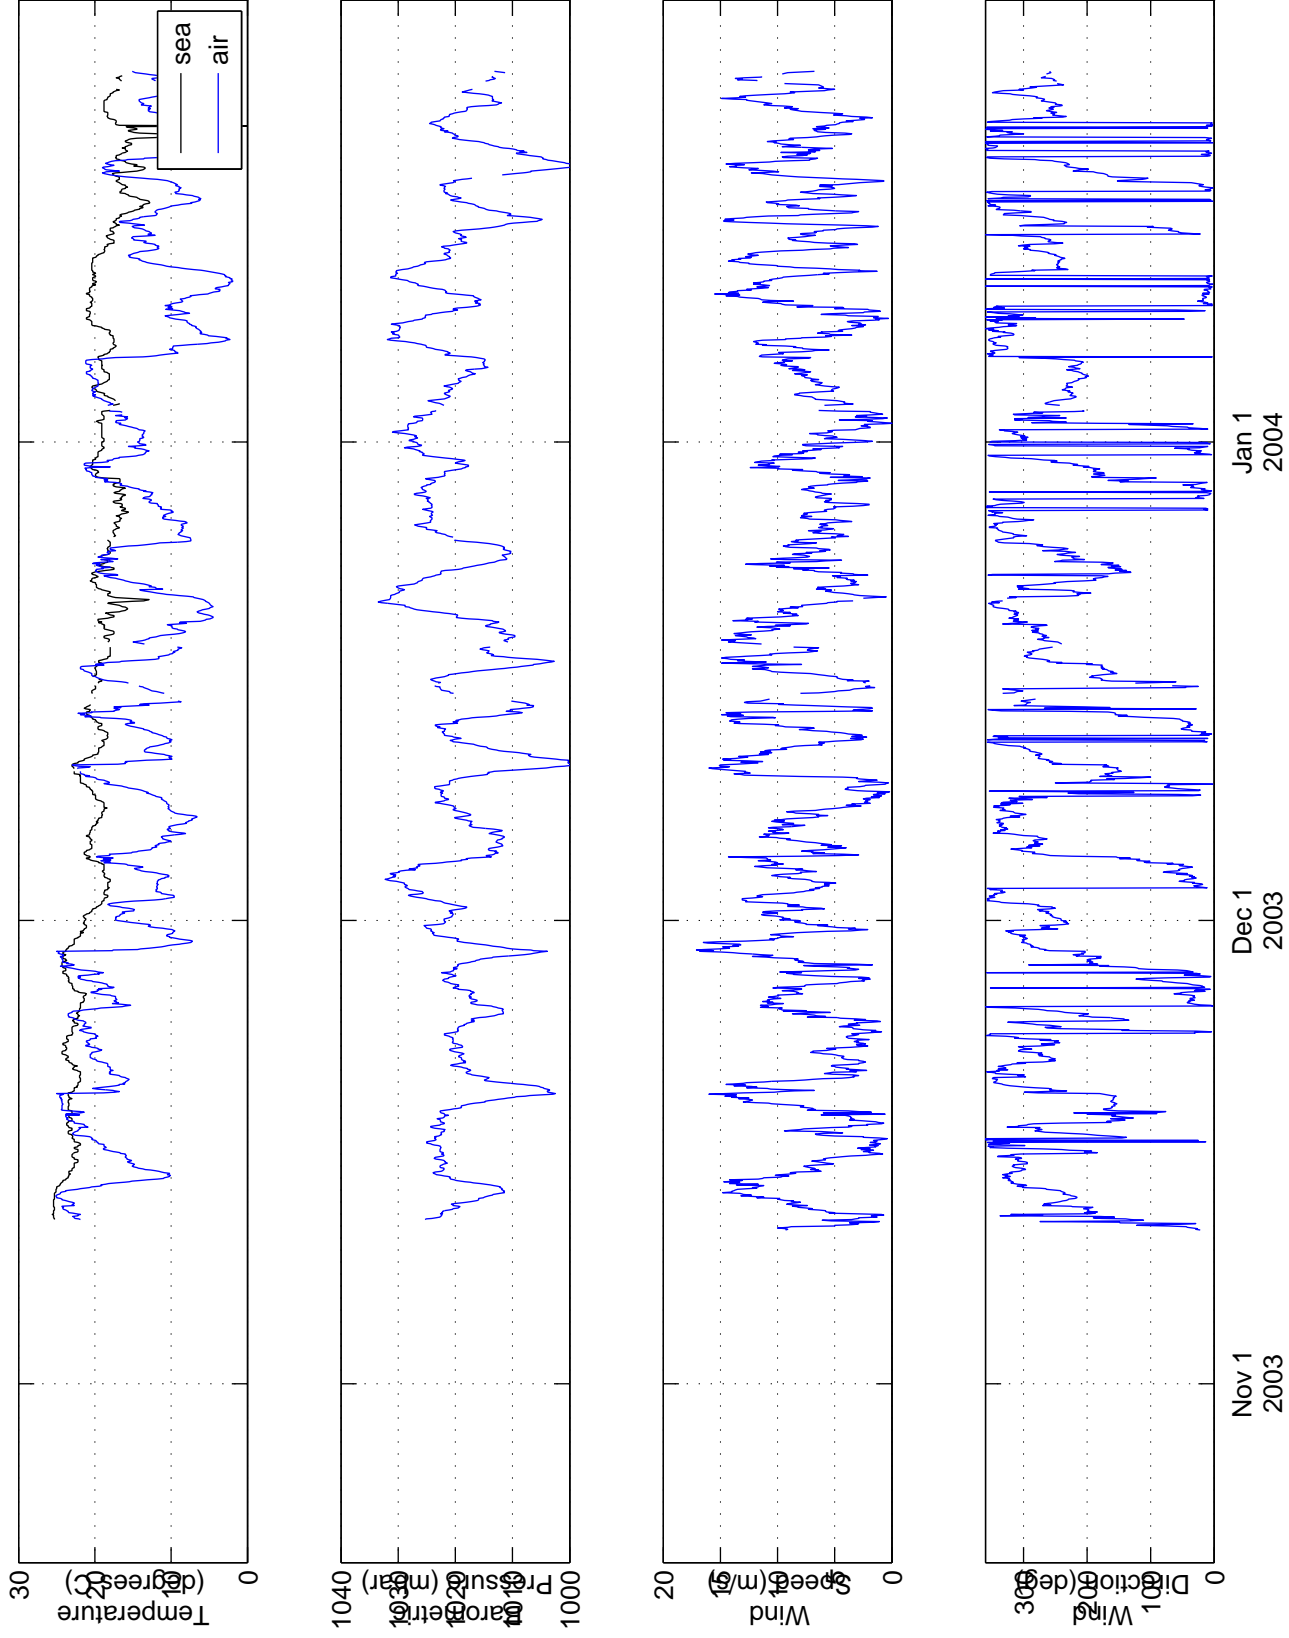 30
20
10
0
Temperature
(degrees C)
sea
air
1040
1030
1020
1010
1000
Barometric
Pressure (mbar)
20
15
10
5
0
Wind
Speed (m/s)
300
200
100
0
Wind
Direction (deg)
Nov 1
2003
Dec 1
2003
Jan 1
2004